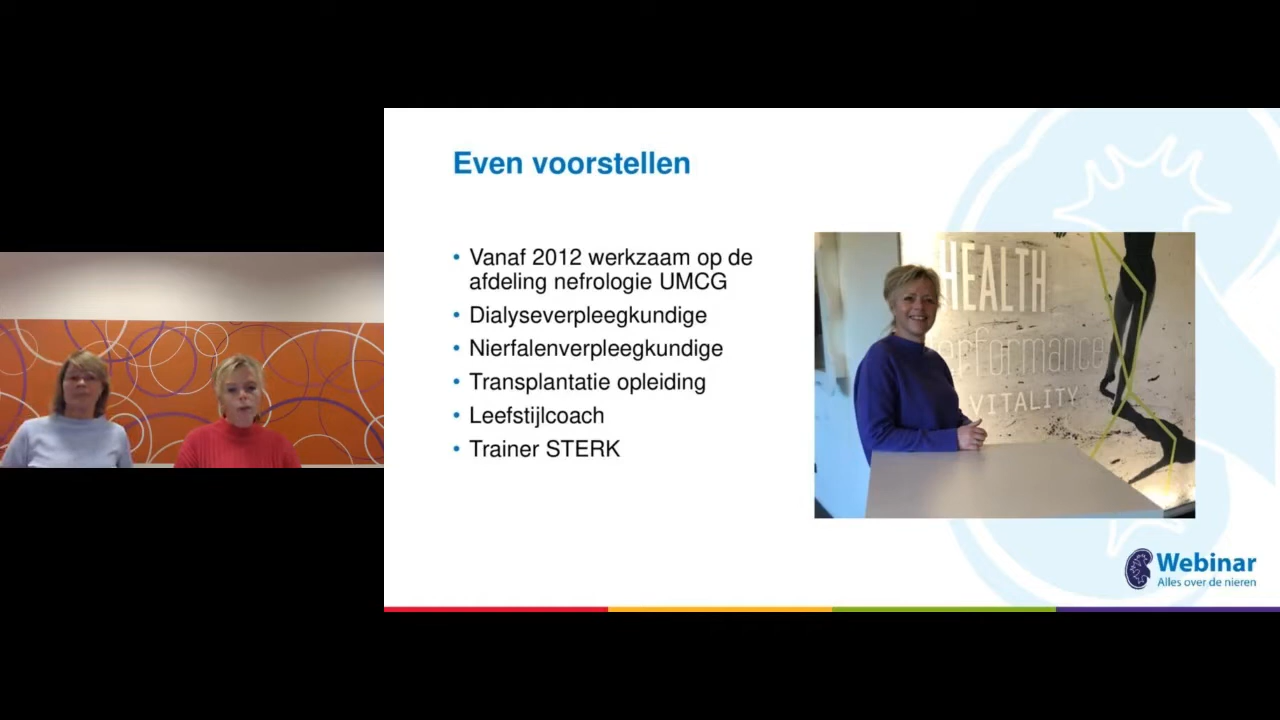 Even voorstellen
• Vanaf 2012 werkzaam op de
afdeling nefrologie UMCG
• Dialyseverpleegkundige
• Nierfalenverpleegkundige
• Transplantatie opleiding
• Leefstijlcoach
• Trainer STERK
HEALTH
erformance
VITALITY
Webinar
Alles over de nieren